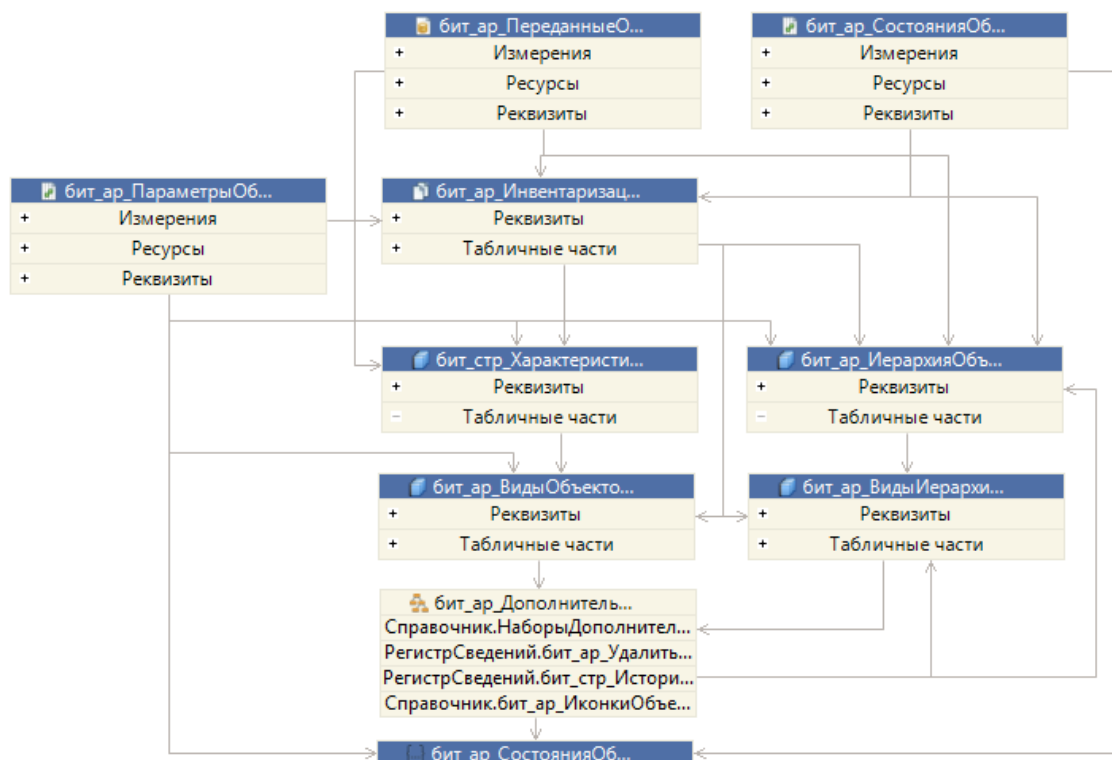 бит_ар_ПереданныеО...
Измерения
Ресурсы
Реквизиты
бит_ар_СостоянияОб...
Измерения
Ресурсы
Реквизиты
бит_ар_ПараметрыОб...
Измерения
Ресурсы
Реквизиты
бит_ар_Инвентаризац...
Реквизиты
Табличные части
бит_стр_Характеристи...
Реквизиты
Табличные части
бит_ар_ИерархияОбъ...
Реквизиты
Табличные части
бит_ар_ВидыОбъекто...
Реквизиты
Табличные части
бит_ар_ВидыИерархи...
Реквизиты
Табличные части
бит_ар_Дополнитель...
Справочник.НаборыДополнител...
РегистрСведений.бит_ар_Удалить...
РегистрСведений.бит_стр_Истори...
Справочник.бит_ар_ИконкиОбъе...
бит_ар_СостоянияОб...